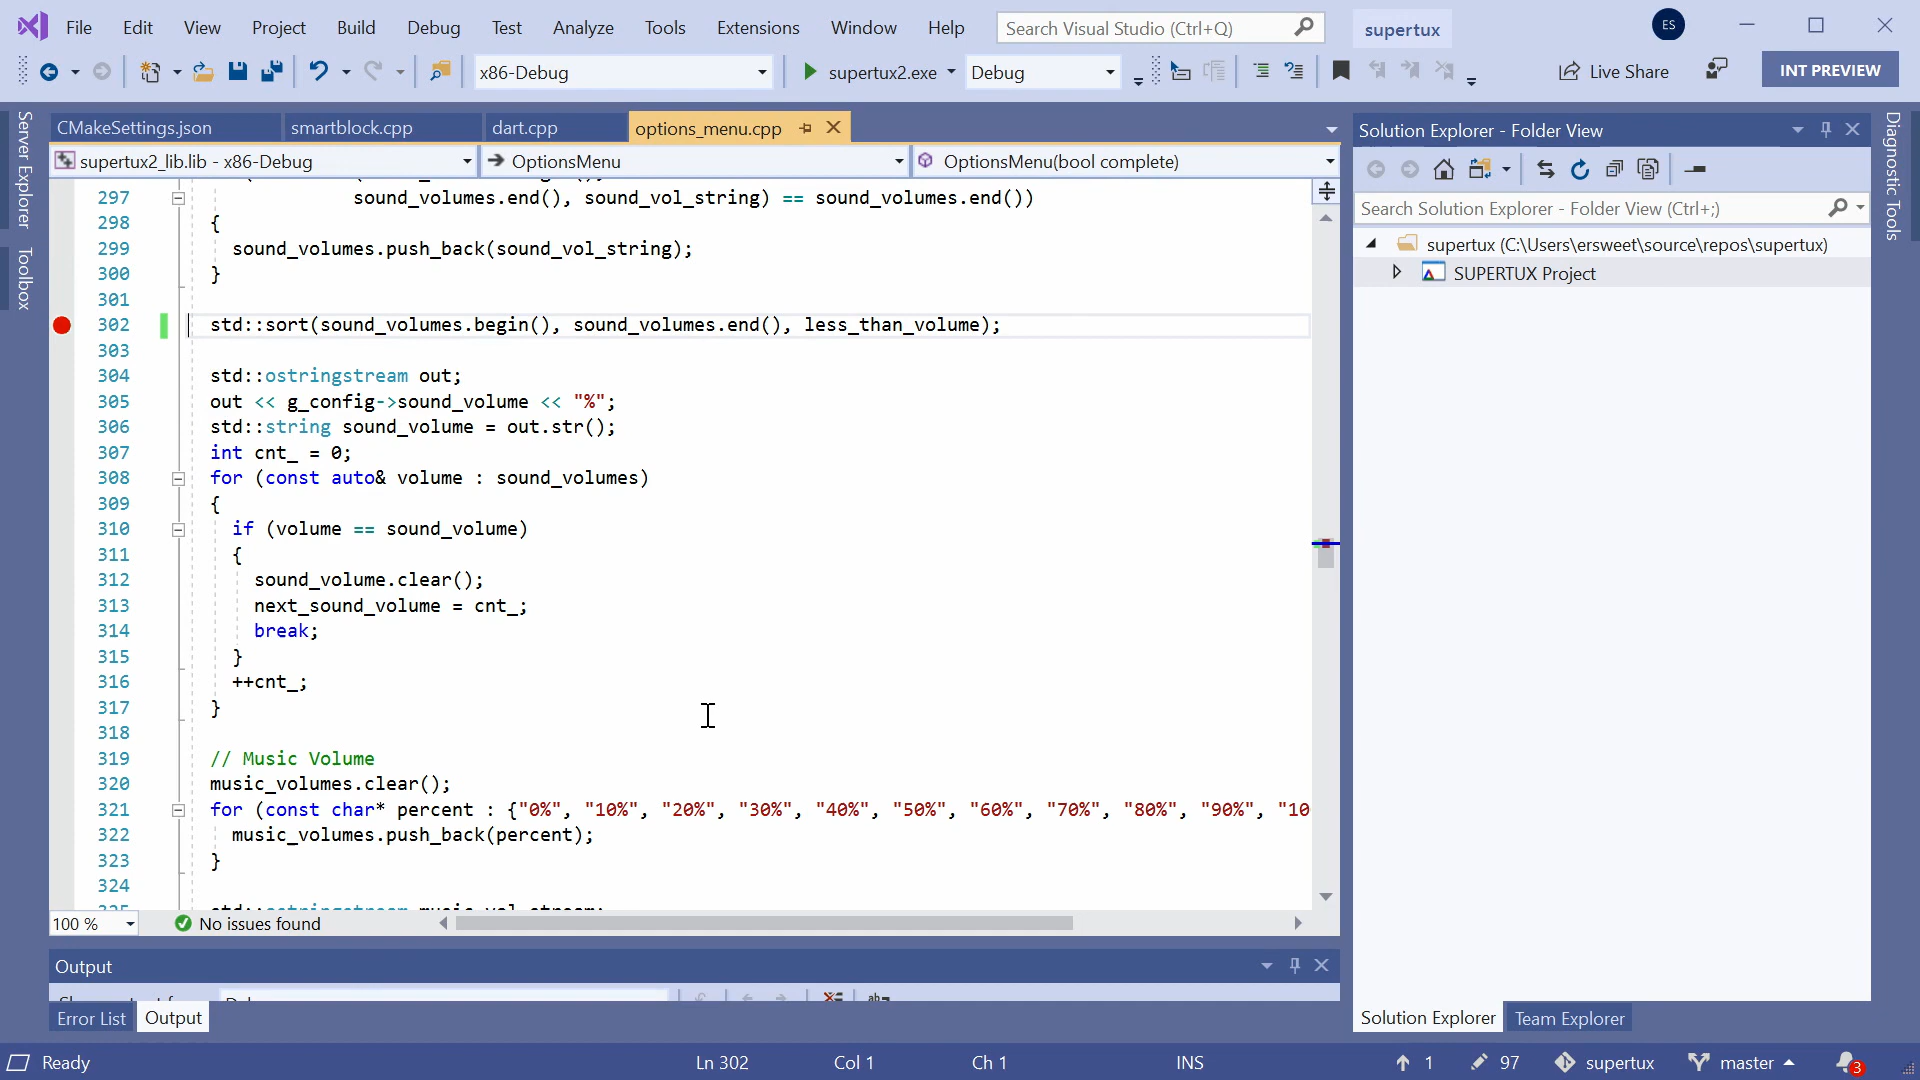 File Edit View Project Build Debug Test Analyze Tools Extensions Window Help Search Visual Studio (Ctrl+Q) supertux ES
x86-Debug supertux2.exe Debug Live Share INT PREVIEW
Server Explorer
Toolbox
CMakeSettings.json smartblock.cpp dart.cpp options_menu.cpp
supertux2_lib.lib - x86-Debug OptionsMenu OptionsMenu(bool complete)
297 sound_volumes.end(), sound_vol_string) == sound_volumes.end())
298 {
299 sound_volumes.push_back(sound_vol_string);
300 }
301
302 std::sort(sound_volumes.begin(), sound_volumes.end(), less_than_volume);
303
304 std::ostringstream out;
305 out << g_config->sound_volume << "%";
306 std::string sound_volume = out.str();
307 int cnt_ = 0;
308 for (const auto& volume : sound_volumes)
309 {
310 if (volume == sound_volume)
311 {
312 sound_volume.clear();
313 next_sound_volume = cnt_;
314 break;
315 }
316 ++cnt_;
317 }
318
319 // Music Volume
320 music_volumes.clear();
321 for (const char* percent : {"0%", "10%", "20%", "30%", "40%", "50%", "60%", "70%", "80%", "90%", "10
322 music_volumes.push_back(percent);
323 }
324
100 % No issues found
Output
Error List Output
Solution Explorer - Folder View
Search Solution Explorer - Folder View (Ctrl+;)
supertux (C:\Users\ersweet\source\repos\supertux)
SUPERTUX Project
Solution Explorer Team Explorer
Diagnostic Tools
Ready Ln 302 Col 1 Ch 1 INS 1 97 supertux master 3